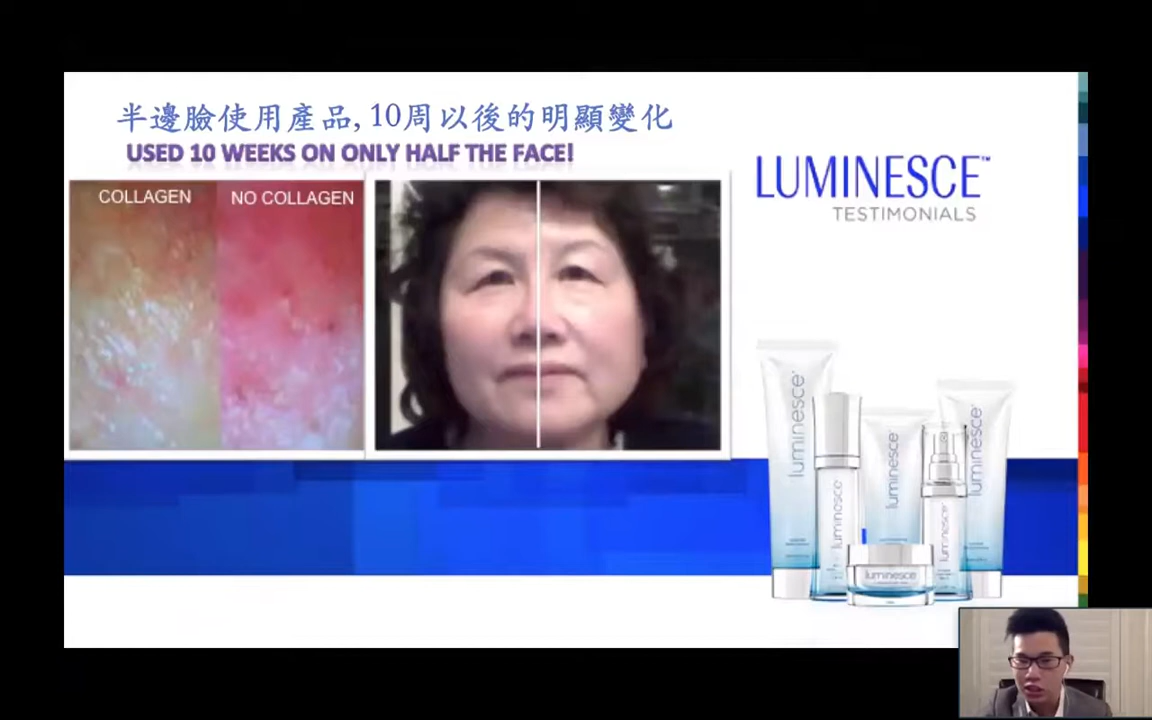 半邊臉使用產品, 10周以後的明顯變化
USED 10 WEEKS ON ONLY HALF THE FACE!
COLLAGEN
NO COLLAGEN
LUMINESCE™
TESTIMONIALS
luminesce
luminesce
luminesce
luminesce
luminesce
luminesce